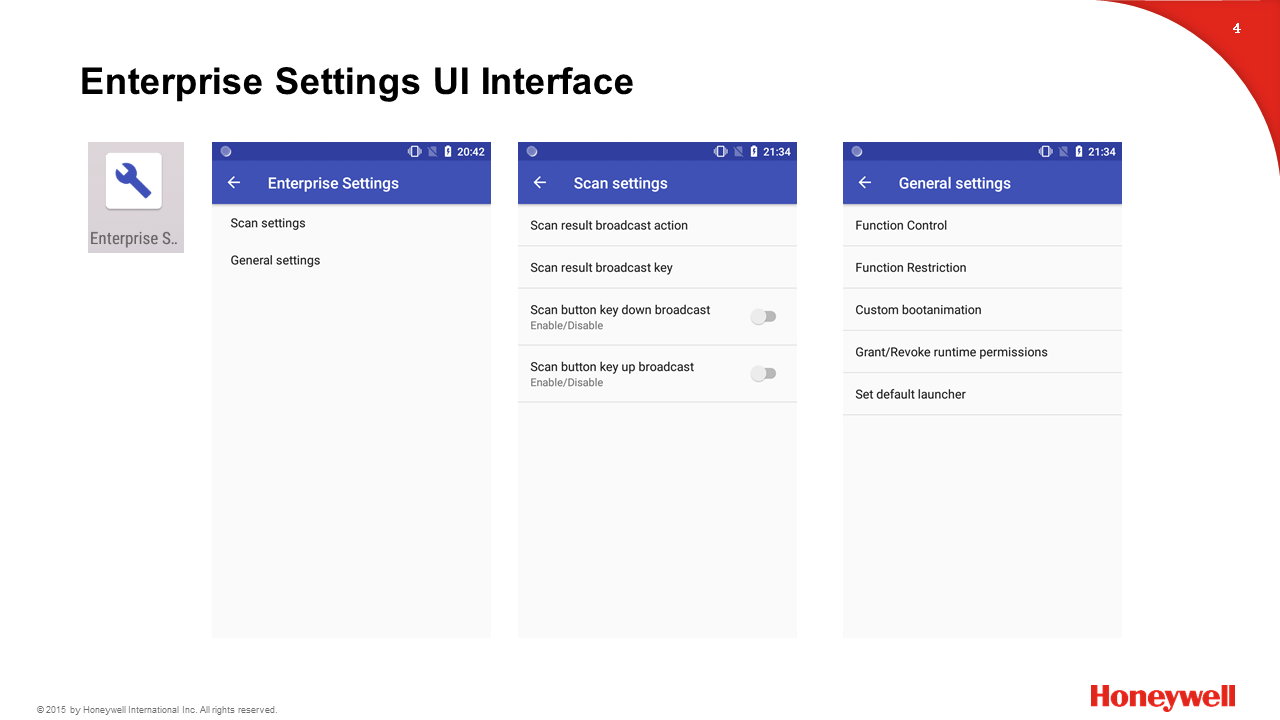 4
Enterprise Settings UI Interface
Enterprise S..
20:42
Enterprise Settings
Scan settings
General settings
21:34
Scan settings
Scan result broadcast action
Scan result broadcast key
Scan button key down broadcast
Enable/Disable
Scan button key up broadcast
Enable/Disable
21:34
General settings
Function Control
Function Restriction
Custom bootanimation
Grant/Revoke runtime permissions
Set default launcher
© 2015 by Honeywell International Inc. All rights reserved.
Honeywell